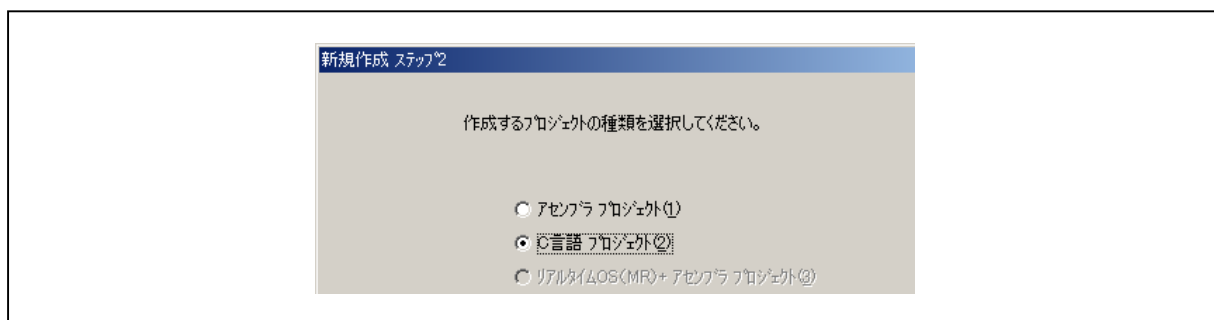 新規作成 ステップ2
作成するプロジェクトの種類を選択してください。
アセンブラ プロジェクト(1)
C言語 プロジェクト(2)
リアルタイムOS(MR)+ アセンブラ プロジェクト(3)